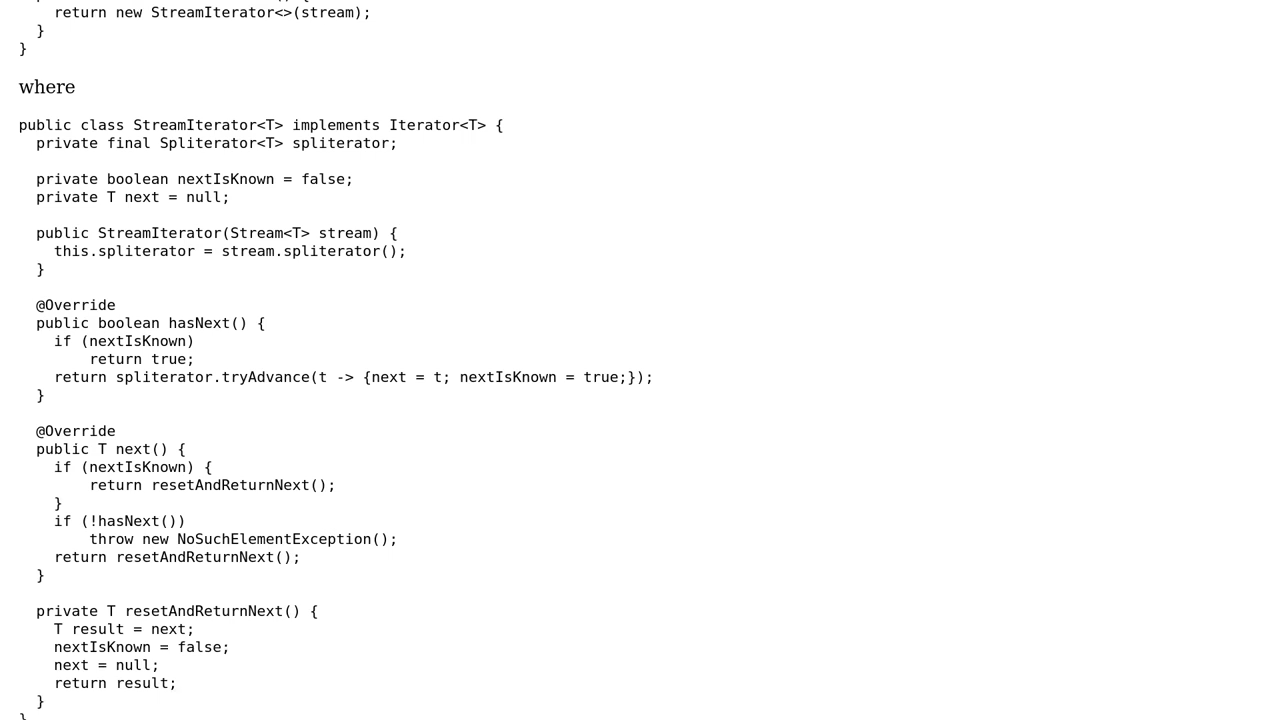 return new StreamIterator<>(stream);
}
}
where
public class StreamIterator<T> implements Iterator<T> {
private final Spliterator<T> spliterator;
private boolean nextIsKnown = false;
private T next = null;
public StreamIterator(Stream<T> stream) {
this.spliterator = stream.spliterator();
}
@Override
public boolean hasNext() {
if (nextIsKnown)
return true;
return spliterator.tryAdvance(t -> {next = t; nextIsKnown = true;});
}
@Override
public T next() {
if (nextIsKnown) {
return resetAndReturnNext();
}
if (!hasNext())
throw new NoSuchElementException();
return resetAndReturnNext();
}
private T resetAndReturnNext() {
T result = next;
nextIsKnown = false;
next = null;
return result;
}
}